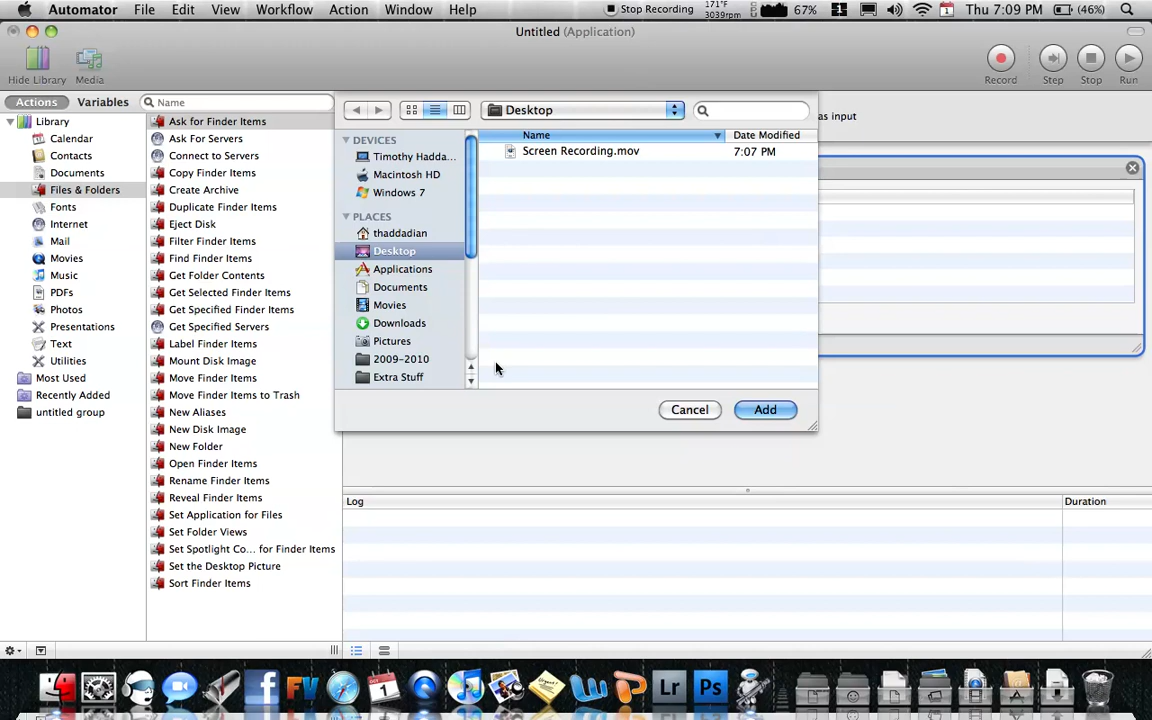 Automator File Edit View Workflow Action Window Help Stop Recording 171°F 3039rpm 67% Thu 7:09 PM (46%)
Untitled (Application)
Hide Library Media Record Step Stop Run
Actions Variables Name
Library
Calendar
Contacts
Documents
Files & Folders
Fonts
Internet
Mail
Movies
Music
PDFs
Photos
Presentations
Text
Utilities
Most Used
Recently Added
untitled group
Ask for Finder Items
Ask For Servers
Connect to Servers
Copy Finder Items
Create Archive
Duplicate Finder Items
Eject Disk
Filter Finder Items
Find Finder Items
Get Folder Contents
Get Selected Finder Items
Get Specified Finder Items
Get Specified Servers
Label Finder Items
Mount Disk Image
Move Finder Items
Move Finder Items to Trash
New Aliases
New Disk Image
New Folder
Open Finder Items
Rename Finder Items
Reveal Finder Items
Set Application for Files
Set Folder Views
Set Spotlight Co... for Finder Items
Set the Desktop Picture
Sort Finder Items
Desktop
DEVICES
Timothy Hadda...
Macintosh HD
Windows 7
PLACES
thaddadian
Desktop
Applications
Documents
Movies
Downloads
Pictures
2009-2010
Extra Stuff
Name Date Modified
Screen Recording.mov 7:07 PM
Cancel Add
as input
Log Duration